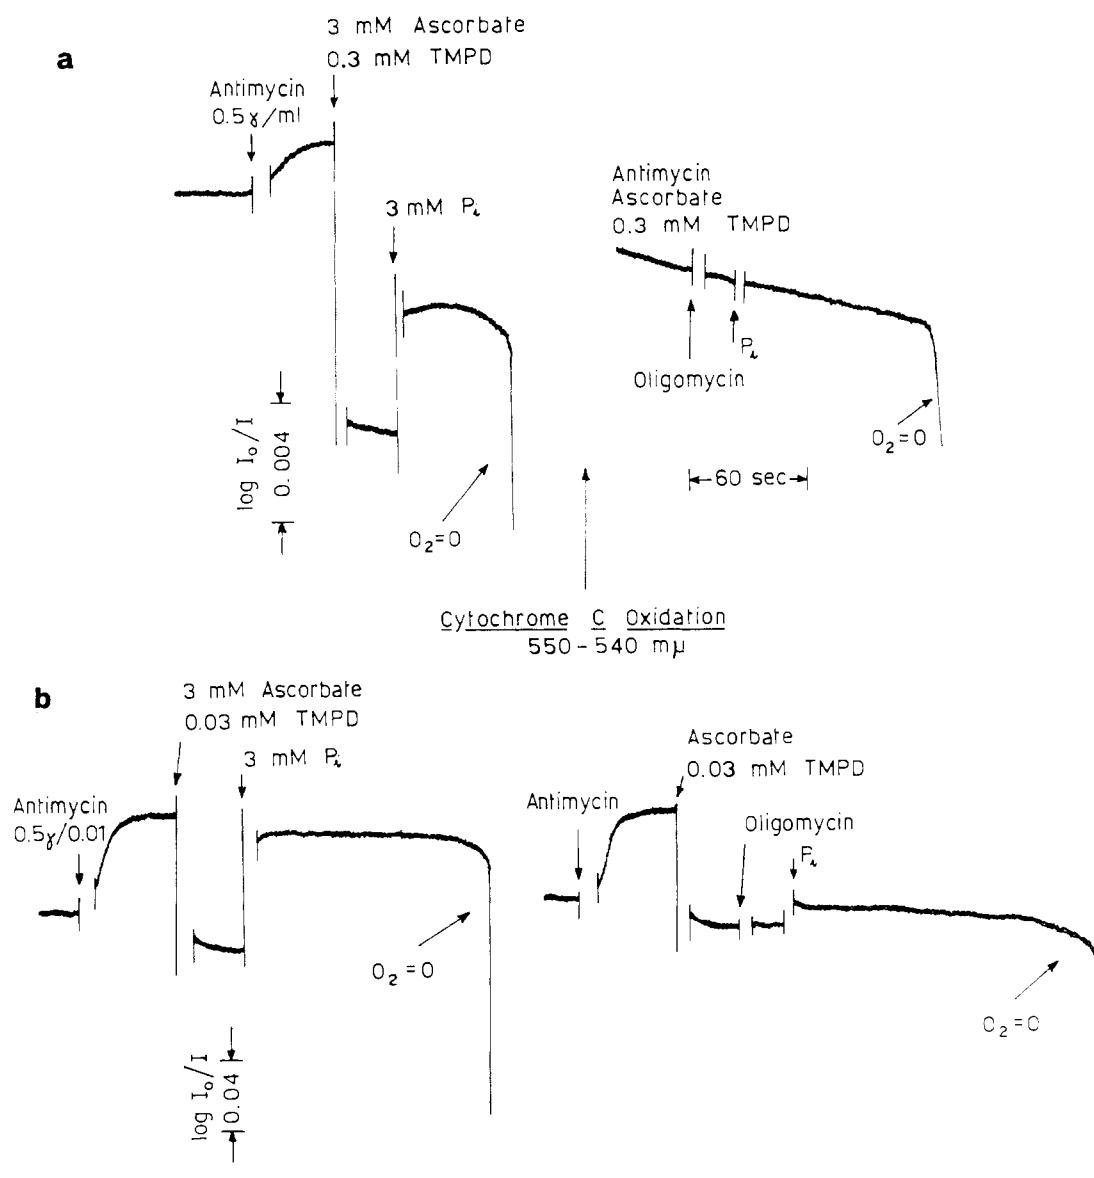 a
3 mM Ascorbate
0.3 mM TMPD
Antimycin
0.5γ/ml
3 mM Pi
log I₀/I
0.004
O₂=0
Antimycin
Ascorbate
0.3 mM TMPD
Pi
Oligomycin
O₂=0
60 sec
Cytochrome C Oxidation
550-540 mμ
b
3 mM Ascorbate
0.03 mM TMPD
3 mM Pi
Antimycin
0.5γ/0.01
O₂=0
log I₀/I
0.04
Ascorbate
0.03 mM TMPD
Antimycin
Oligomycin
Pi
O₂=0